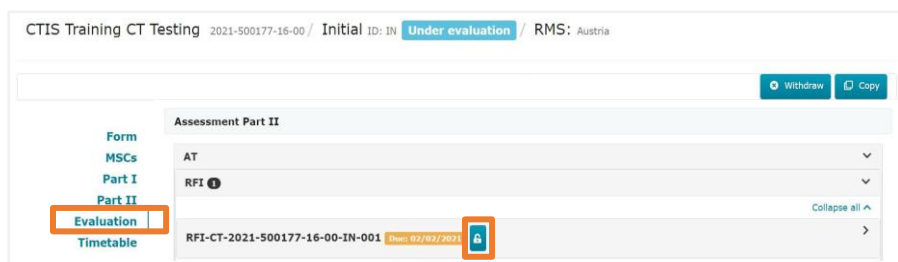 CTIS Training CT Testing 2021-500177-16-00 / Initial ID: IN Under evaluation / RMS: Austria
Withdraw Copy
Assessment Part II
Form
MSCs
Part I
Part II
Evaluation
Timetable
AT
RFI 1
Collapse all
RFI-CT-2021-500177-16-00-IN-001 Due: 02/02/2021